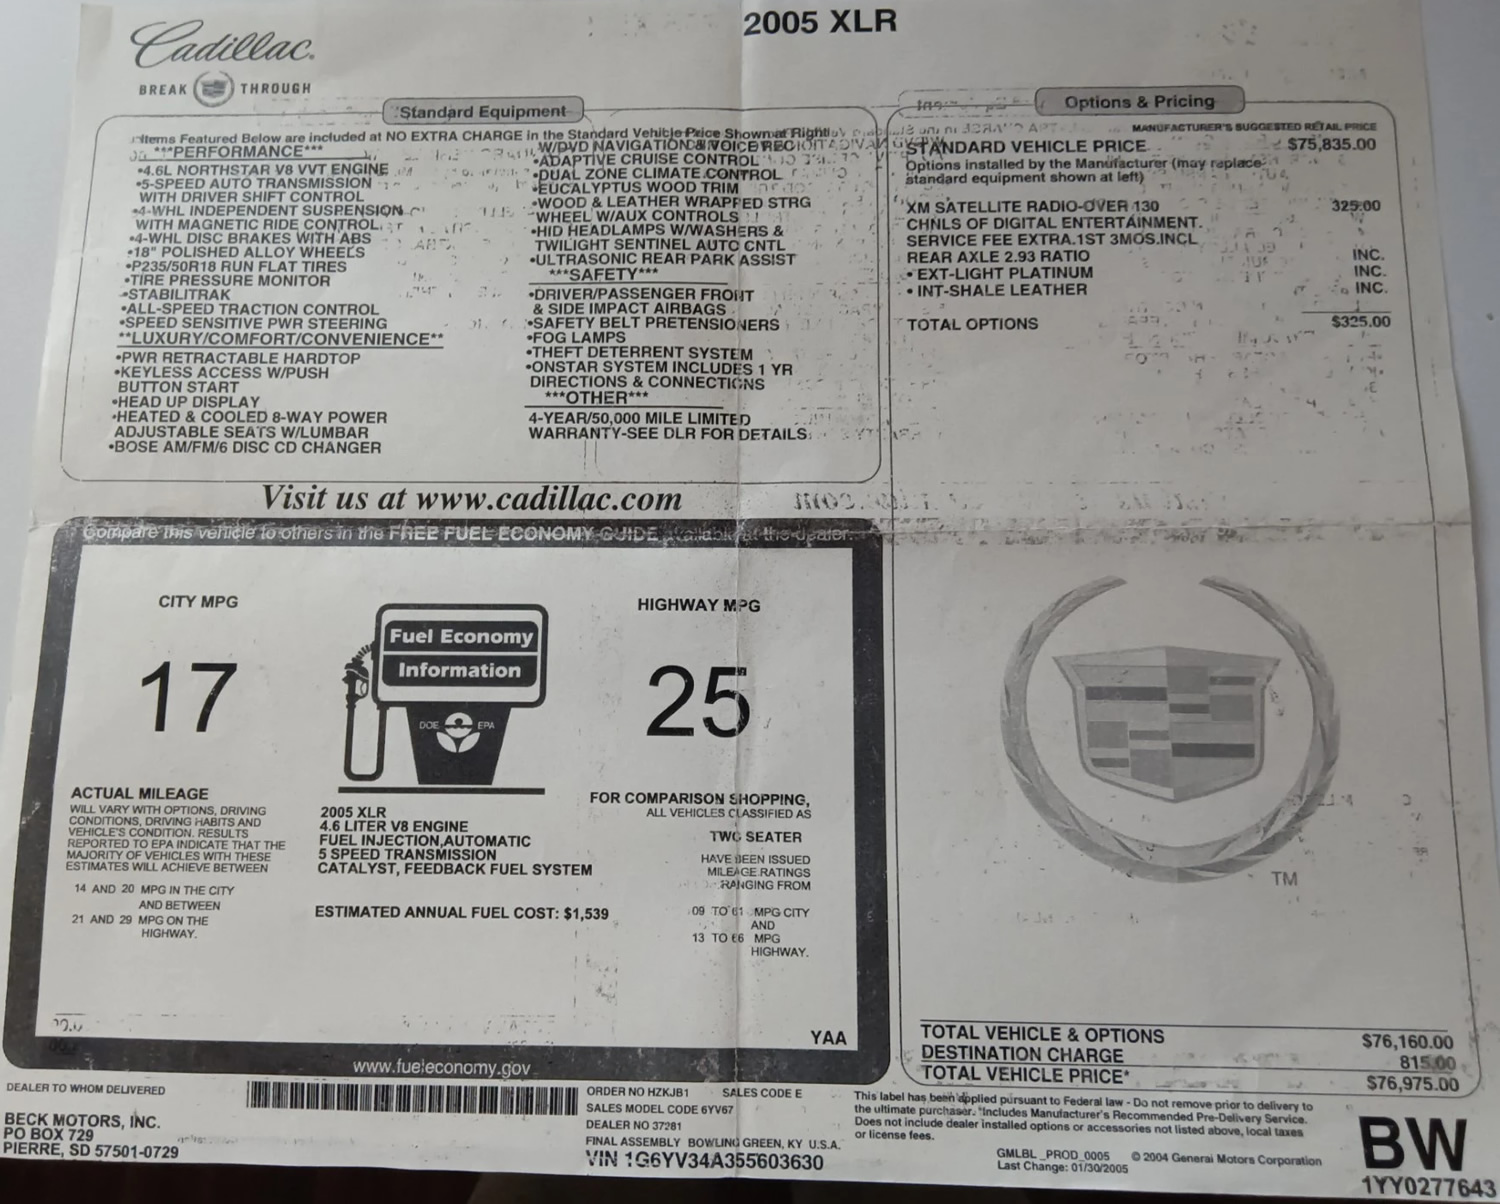 2005 XLR
Cadillac.
BREAK THROUGH
Standard Equipment
Items Featured Below are included at NO EXTRA CHARGE in the Standard Vehicle Price Shown at Right
***PERFORMANCE***
•4.6L NORTHSTAR V8 VVT ENGINE
•5-SPEED AUTO TRANSMISSION
WITH DRIVER SHIFT CONTROL
•4-WHL INDEPENDENT SUSPENSION
WITH MAGNETIC RIDE CONTROL
•4-WHL DISC BRAKES WITH ABS
•18" POLISHED ALLOY WHEELS
•P235/50R18 RUN FLAT TIRES
•TIRE PRESSURE MONITOR
•STABILITRAK
•ALL-SPEED TRACTION CONTROL
•SPEED SENSITIVE PWR STEERING
**LUXURY/COMFORT/CONVENIENCE**
•PWR RETRACTABLE HARDTOP
•KEYLESS ACCESS W/PUSH
BUTTON START
•HEAD UP DISPLAY
•HEATED & COOLED 8-WAY POWER
ADJUSTABLE SEATS W/LUMBAR
•BOSE AM/FM/6 DISC CD CHANGER
W/DVD NAVIGATION & VOICE REC
•ADAPTIVE CRUISE CONTROL
•DUAL ZONE CLIMATE CONTROL
•EUCALYPTUS WOOD TRIM
•WOOD & LEATHER WRAPPED STRG
WHEEL W/AUX CONTROLS
•HID HEADLAMPS W/WASHERS &
TWILIGHT SENTINEL AUTO CNTL
•ULTRASONIC REAR PARK ASSIST
***SAFETY***
•DRIVER/PASSENGER FRONT
& SIDE IMPACT AIRBAGS
•SAFETY BELT PRETENSIONERS
•FOG LAMPS
•THEFT DETERRENT SYSTEM
•ONSTAR SYSTEM INCLUDES 1 YR
DIRECTIONS & CONNECTIONS
***OTHER***
4-YEAR/50,000 MILE LIMITED
WARRANTY-SEE DLR FOR DETAILS
Options & Pricing
MANUFACTURER'S SUGGESTED RETAIL PRICE
STANDARD VEHICLE PRICE $75,835.00
Options installed by the Manufacturer (may replace
standard equipment shown at left)
XM SATELLITE RADIO-OVER 130 325.00
CHNLS OF DIGITAL ENTERTAINMENT.
SERVICE FEE EXTRA.1ST 3MOS.INCL
REAR AXLE 2.93 RATIO INC.
• EXT-LIGHT PLATINUM INC.
• INT-SHALE LEATHER INC.
TOTAL OPTIONS $325.00
Visit us at www.cadillac.com
Compare this vehicle to others in the FREE FUEL ECONOMY GUIDE available at the dealer.
CITY MPG
17
Fuel Economy
Information
DOE EPA
HIGHWAY MPG
25
ACTUAL MILEAGE
WILL VARY WITH OPTIONS, DRIVING
CONDITIONS, DRIVING HABITS AND
VEHICLE'S CONDITION. RESULTS
REPORTED TO EPA INDICATE THAT THE
MAJORITY OF VEHICLES WITH THESE
ESTIMATES WILL ACHIEVE BETWEEN
14 AND 20 MPG IN THE CITY
AND BETWEEN
21 AND 29 MPG ON THE
HIGHWAY.
2005 XLR
4.6 LITER V8 ENGINE
FUEL INJECTION,AUTOMATIC
5 SPEED TRANSMISSION
CATALYST, FEEDBACK FUEL SYSTEM
ESTIMATED ANNUAL FUEL COST: $1,539
FOR COMPARISON SHOPPING,
ALL VEHICLES CLASSIFIED AS
TWO SEATER
HAVE BEEN ISSUED
MILEAGE RATINGS
RANGING FROM
09 TO 61 MPG CITY
AND
13 TO 66 MPG
HIGHWAY.
YAA
www.fueleconomy.gov
TM
TOTAL VEHICLE & OPTIONS $76,160.00
DESTINATION CHARGE 815.00
TOTAL VEHICLE PRICE* $76,975.00
DEALER TO WHOM DELIVERED
BECK MOTORS, INC.
PO BOX 729
PIERRE, SD 57501-0729
ORDER NO HZKJB1 SALES CODE E
SALES MODEL CODE 6YV67
DEALER NO 37281
FINAL ASSEMBLY BOWLING GREEN, KY U.S.A.
VIN 1G6YV34A355603630
This label has been applied pursuant to Federal law - Do not remove prior to delivery to
the ultimate purchaser. *Includes Manufacturer's Recommended Pre-Delivery Service.
Does not include dealer installed options or accessories not listed above, local taxes
or license fees.
GMLBL_PROD_0005 © 2004 General Motors Corporation
Last Change: 01/30/2005
BW
1YY0277643